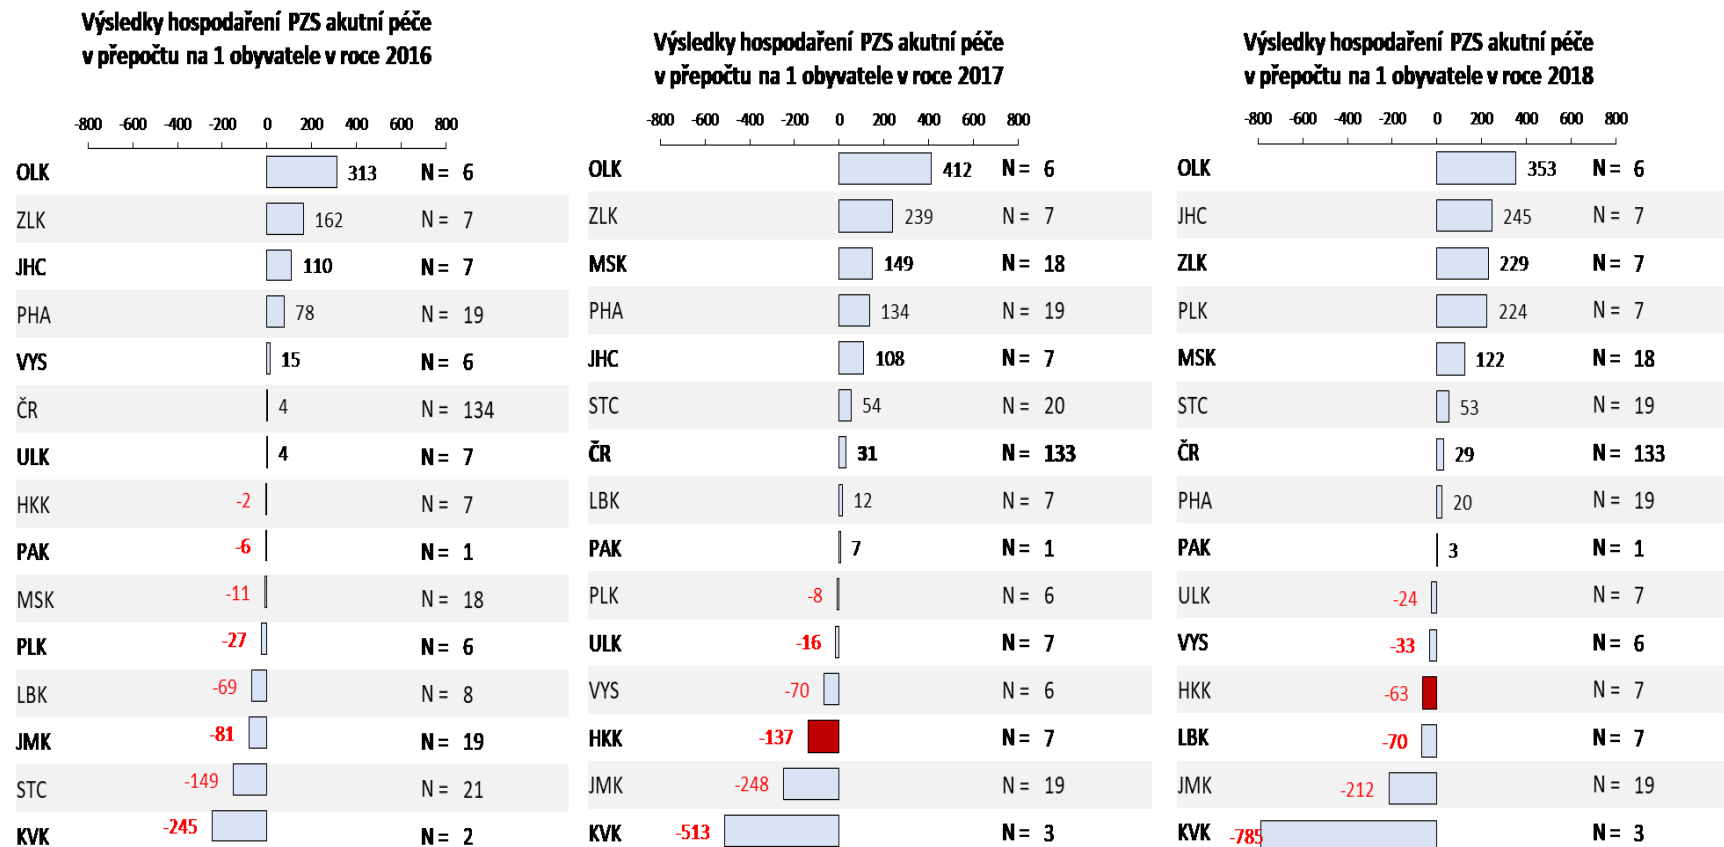 Výsledky hospodaření PZS akutní péče
v přepočtu na 1 obyvatele v roce 2016
-800 -600 -400 -200 0 200 400 600 800
OLK 313 N = 6
ZLK 162 N = 7
JHC 110 N = 7
PHA 78 N = 19
VYS 15 N = 6
ČR 4 N = 134
ULK 4 N = 7
HKK -2 N = 7
PAK -6 N = 1
MSK -11 N = 18
PLK -27 N = 6
LBK -69 N = 8
JMK -81 N = 19
STC -149 N = 21
KVK -245 N = 2
Výsledky hospodaření PZS akutní péče
v přepočtu na 1 obyvatele v roce 2017
-800 -600 -400 -200 0 200 400 600 800
OLK 412 N = 6
ZLK 239 N = 7
MSK 149 N = 18
PHA 134 N = 19
JHC 108 N = 7
STC 54 N = 20
ČR 31 N = 133
LBK 12 N = 7
PAK 7 N = 1
PLK -8 N = 6
ULK -16 N = 7
VYS -70 N = 6
HKK -137 N = 7
JMK -248 N = 19
KVK -513 N = 3
Výsledky hospodaření PZS akutní péče
v přepočtu na 1 obyvatele v roce 2018
-800 -600 -400 -200 0 200 400 600 800
OLK 353 N = 6
JHC 245 N = 7
ZLK 229 N = 7
PLK 224 N = 7
MSK 122 N = 18
STC 53 N = 19
ČR 29 N = 133
PHA 20 N = 19
PAK 3 N = 1
ULK -24 N = 7
VYS -33 N = 6
HKK -63 N = 7
LBK -70 N = 7
JMK -212 N = 19
KVK -785 N = 3